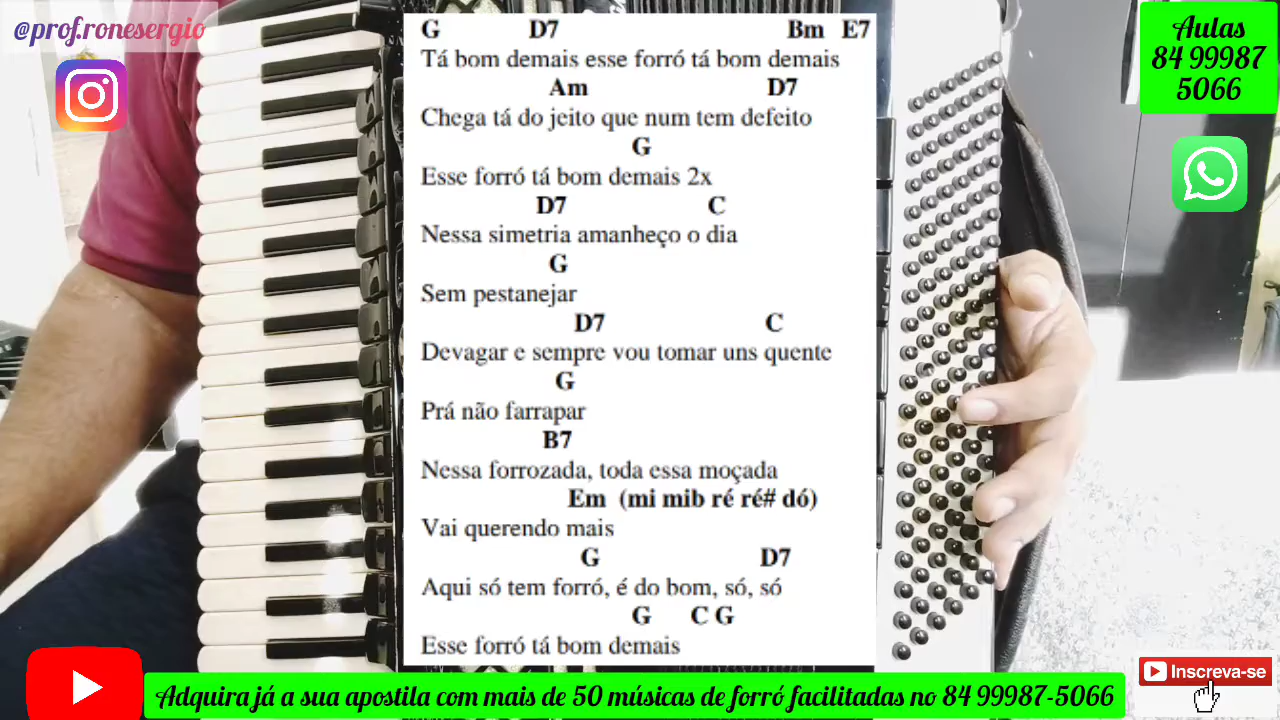 @prof.ronesergio
G D7 Bm E7
Tá bom demais esse forró tá bom demais
Am D7
Chega tá do jeito que num tem defeito
G
Esse forró tá bom demais 2x
D7 C
Nessa simetria amanheço o dia
G
Sem pestanejar
D7 C
Devagar e sempre vou tomar uns quente
G
Prá não farrapar
B7
Nessa forrozada, toda essa moçada
Em (mi mib ré ré# dó)
Vai querendo mais
G D7
Aqui só tem forró, é do bom, só, só
G C G
Esse forró tá bom demais
Aulas
84 99987
5066
Inscreva-se
Adquira já a sua apostila com mais de 50 músicas de forró facilitadas no 84 99987-5066